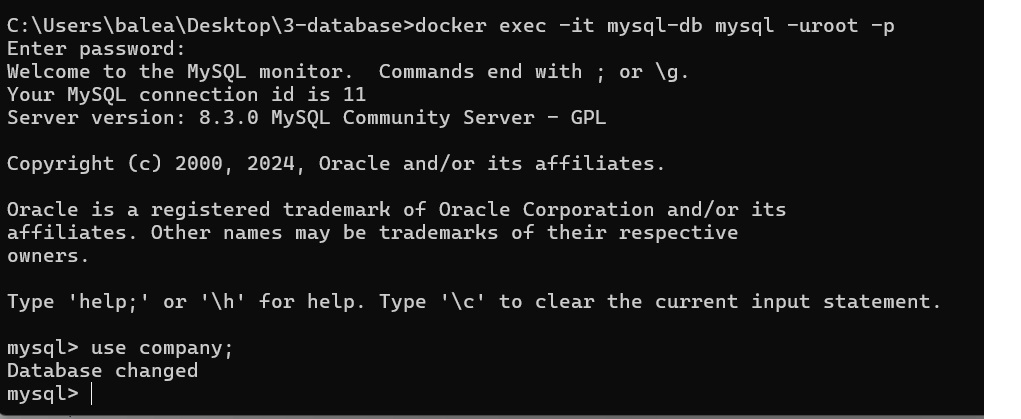 C:\Users\balea\Desktop\3-database>docker exec -it mysql-db mysql -uroot -p
Enter password:
Welcome to the MySQL monitor.  Commands end with ; or \g.
Your MySQL connection id is 11
Server version: 8.3.0 MySQL Community Server - GPL
Copyright (c) 2000, 2024, Oracle and/or its affiliates.
Oracle is a registered trademark of Oracle Corporation and/or its
affiliates. Other names may be trademarks of their respective
owners.
Type 'help;' or '\h' for help. Type '\c' to clear the current input statement.
mysql> use company;
Database changed
mysql>